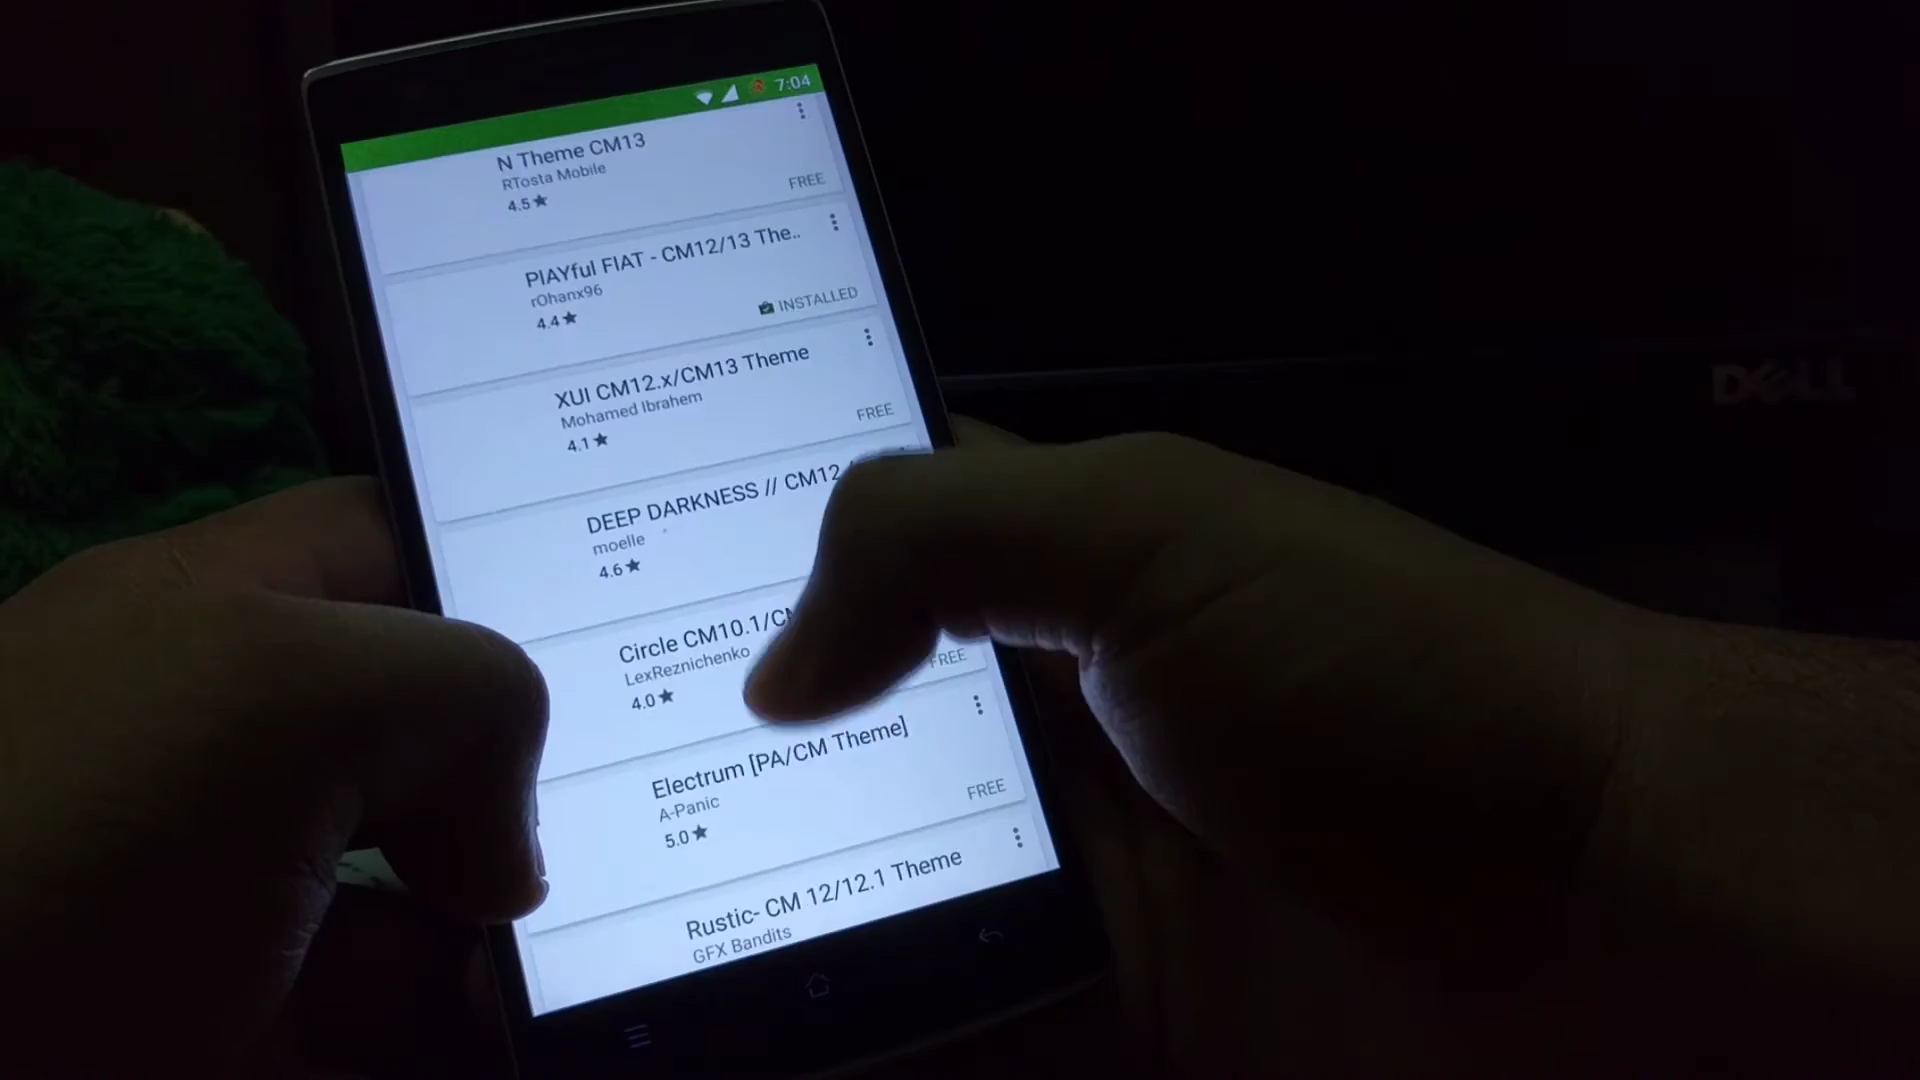 7:04
N Theme CM13
RTosta Mobile
4.5★
FREE
PlAYful FIAT - CM12/13 The..
rOhanx96
4.4★
INSTALLED
XUI CM12.x/CM13 Theme
Mohamed Ibrahem
4.1★
FREE
DEEP DARKNESS // CM12
moelle
4.6★
Circle CM10.1/CM
LexReznichenko
4.0★
FREE
Electrum [PA/CM Theme]
A-Panic
5.0★
FREE
Rustic- CM 12/12.1 Theme
GFX Bandits
DELL